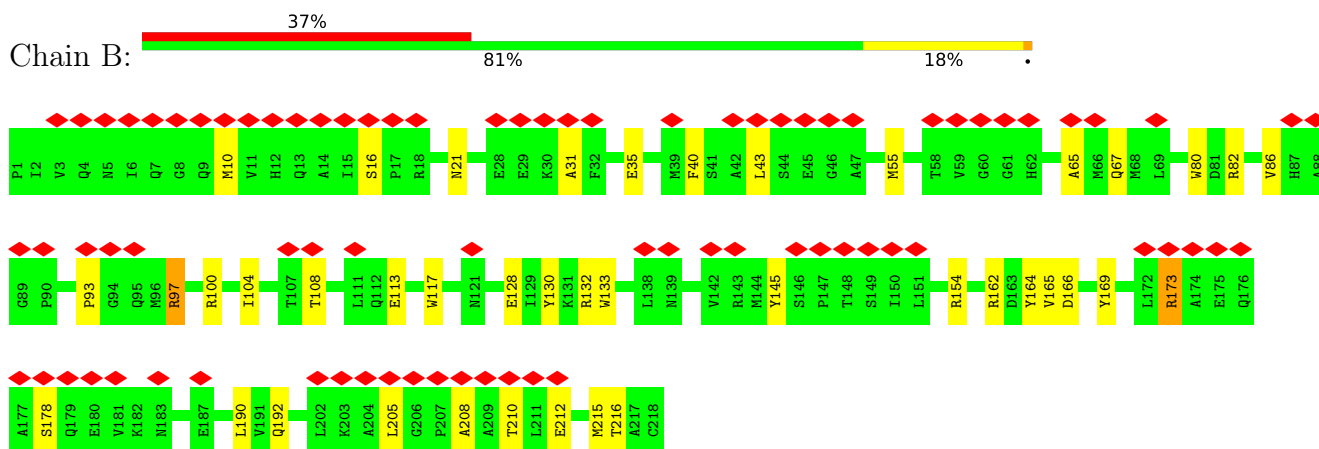 37%
Chain B:
81% 18% •
P1 I2 V3 Q4 N5 I6 Q7 G8 Q9 M10 V11 H12 Q13 A14 I15 S16 P17 R18 N21 E28 E29 K30 A31 F32 E35 M39 F40 S41 A42 L43 S44 E45 G46 A47 M55 T58 V59 G60 G61 H62 A65 M66 Q67 M68 L69 W80 D81 R82 V86 H87 A88
G89 P90 P93 G94 Q95 M96 R97 R100 I104 T107 T108 L111 Q112 E113 W117 N121 E128 I129 Y130 K131 R132 W133 L138 N139 V142 R143 M144 Y145 S146 P147 T148 S149 I150 L151 R154 R162 D163 Y164 V165 D166 Y169 L172 R173 A174 E175 Q176
A177 S178 Q179 E180 V181 K182 N183 E187 L190 V191 Q192 L202 K203 A204 L205 G206 P207 A208 A209 T210 L211 E212 M215 T216 A217 C218